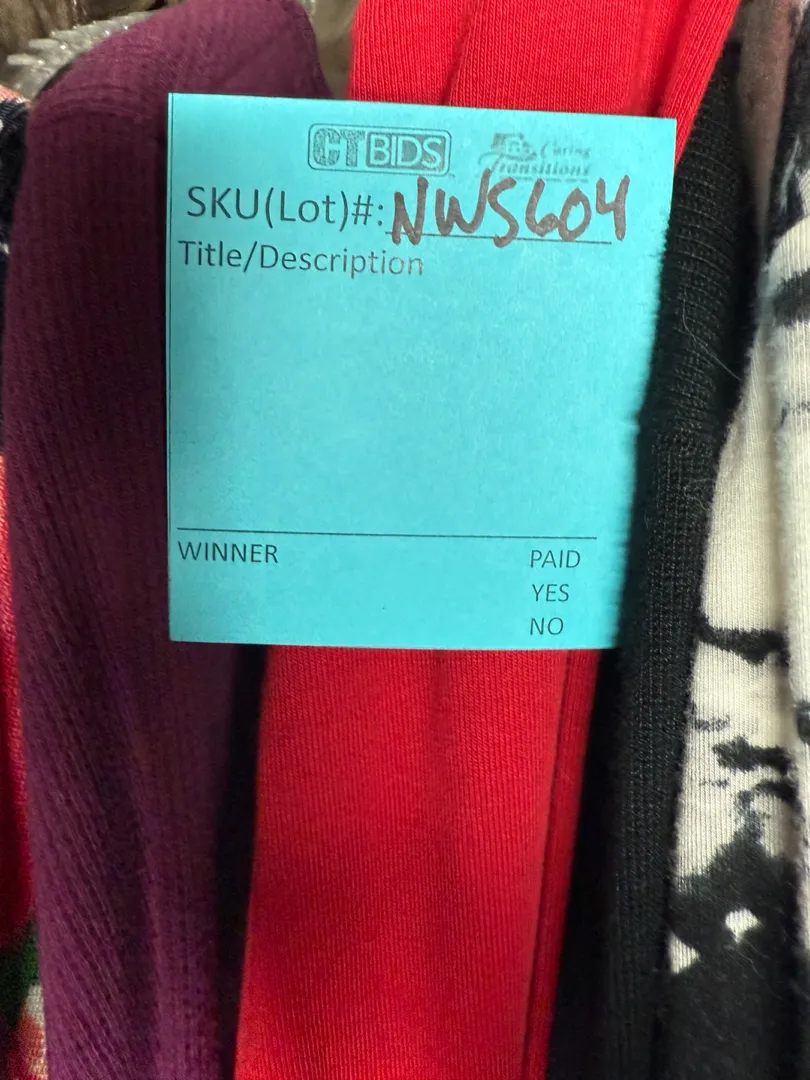 CTBIDS
Caring
Transitions
SKU(Lot)#: NWS604
Title/Description
WINNER
PAID
YES
NO